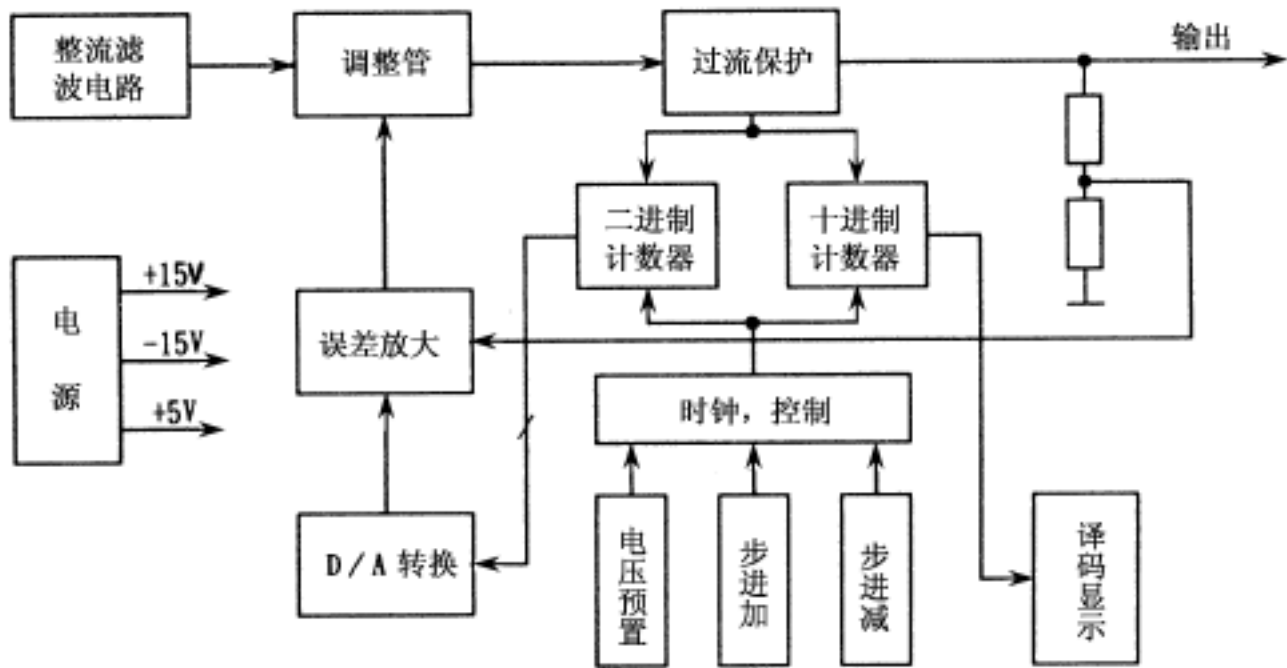 整流滤
波电路
调整管
过流保护
输出
二进制
计数器
十进制
计数器
电
源
+15V
-15V
+5V
误差放大
时钟，控制
D/A 转换
电压预置
步进加
步进减
译码显示